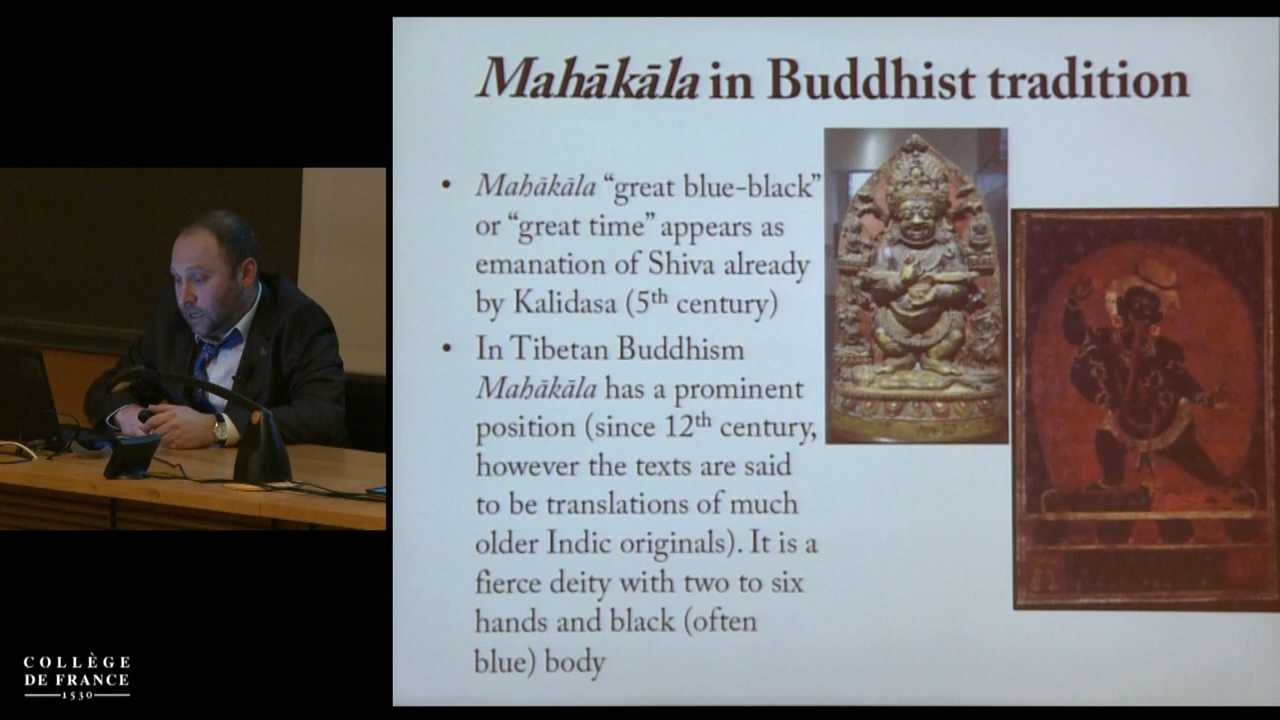 Mahākāla in Buddhist tradition
• Mahākāla “great blue-black”
or “great time” appears as
emanation of Shiva already
by Kalidasa (5th century)
• In Tibetan Buddhism
Mahākāla has a prominent
position (since 12th century,
however the texts are said
to be translations of much
older Indic originals). It is a
fierce deity with two to six
hands and black (often
blue) body
COLLÈGE
DE FRANCE
1530